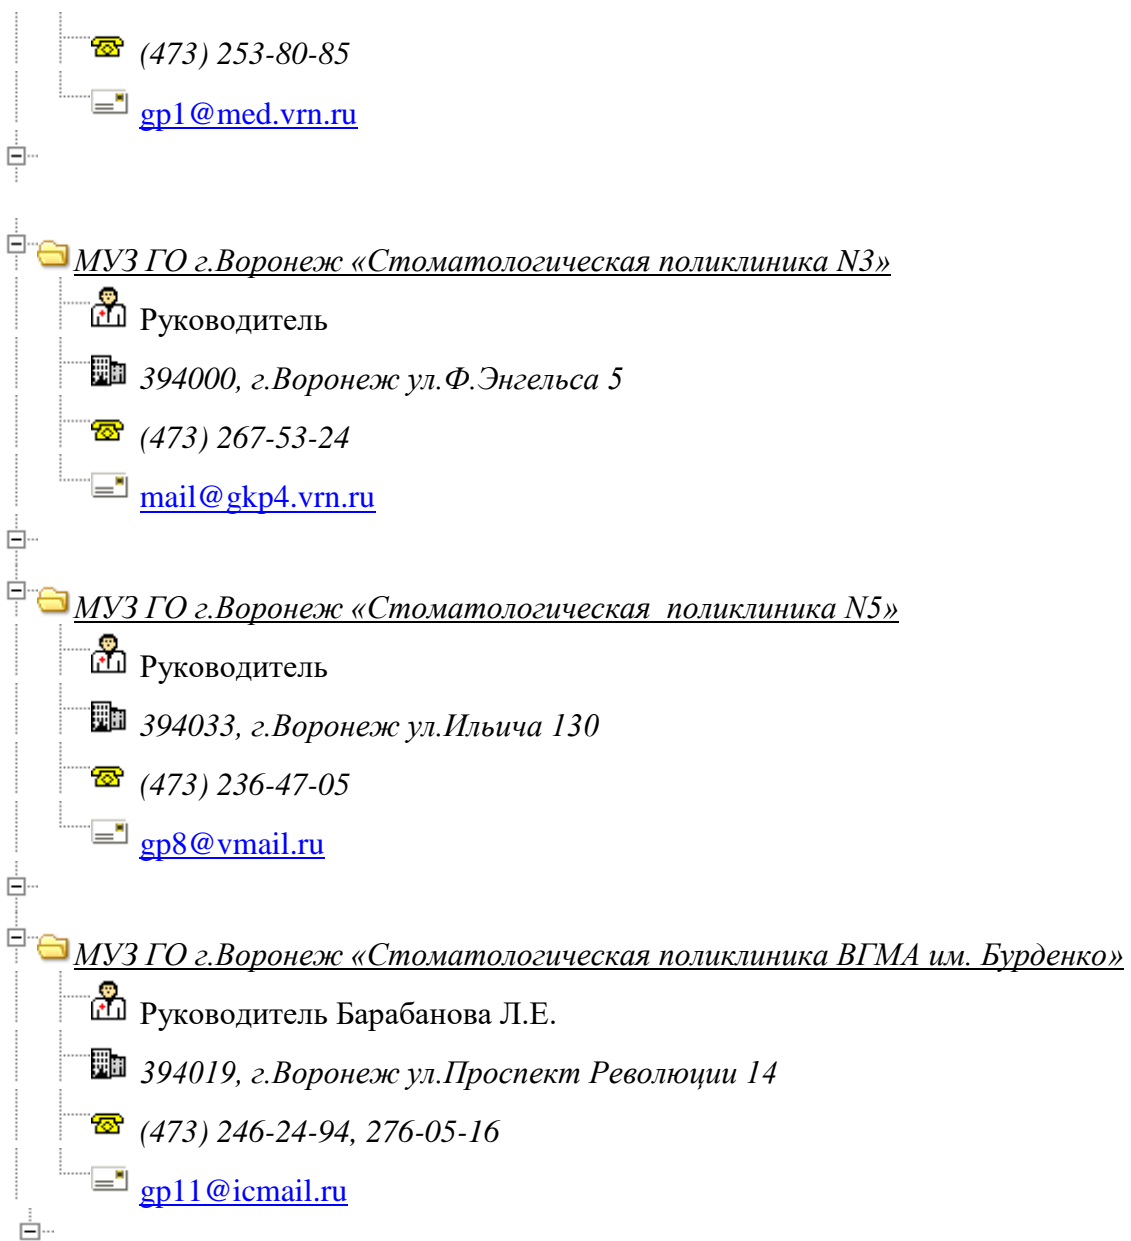 (473) 253-80-85
gp1@med.vrn.ru
МУЗ ГО г.Воронеж «Стоматологическая поликлиника N3»
Руководитель
394000, г.Воронеж ул.Ф.Энгельса 5
(473) 267-53-24
mail@gkp4.vrn.ru
МУЗ ГО г.Воронеж «Стоматологическая поликлиника N5»
Руководитель
394033, г.Воронеж ул.Ильича 130
(473) 236-47-05
gp8@vmail.ru
МУЗ ГО г.Воронеж «Стоматологическая поликлиника ВГМА им. Бурденко»
Руководитель Барабанова Л.Е.
394019, г.Воронеж ул.Проспект Революции 14
(473) 246-24-94, 276-05-16
gp11@icmail.ru